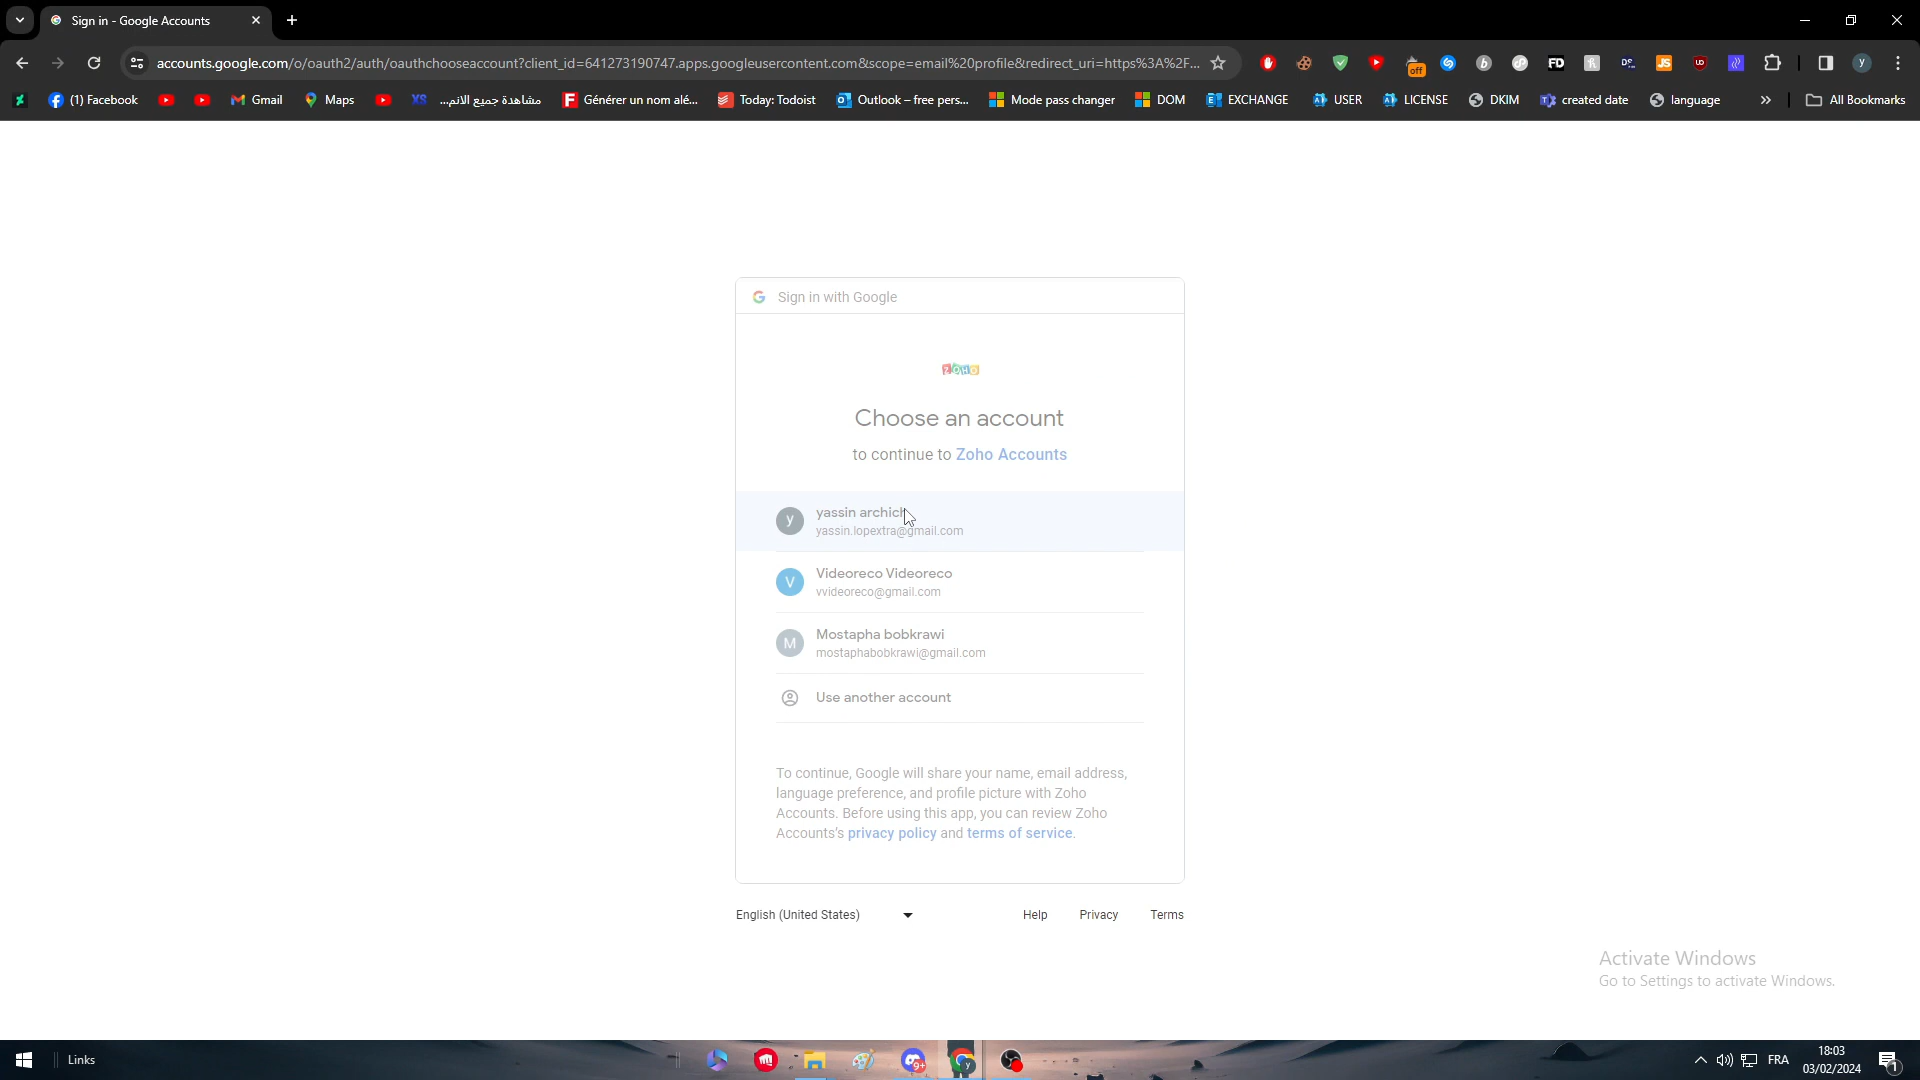 Sign in - Google Accounts
accounts.google.com/o/oauth2/auth/oauthchooseaccount?client_id=641273190747.apps.googleusercontent.com&scope=email%20profile&redirect_uri=https%3A%2F...
off FD JS
(1) Facebook Gmail Maps XS مشاهدة جميع الانم... Générer un nom alé... Today: Todoist Outlook – free pers... Mode pass changer DOM EXCHANGE USER LICENSE DKIM created date language » All Bookmarks
Sign in with Google
ZOHO
Choose an account
to continue to Zoho Accounts
y yassin archich
yassin.lopextra@gmail.com
V Videoreco Videoreco
vvideoreco@gmail.com
M Mostapha bobkrawi
mostaphabobkrawi@gmail.com
Use another account
To continue, Google will share your name, email address,
language preference, and profile picture with Zoho
Accounts. Before using this app, you can review Zoho
Accounts's privacy policy and terms of service.
English (United States) Help Privacy Terms
Activate Windows
Go to Settings to activate Windows.
Links
9+
FRA
18:03
03/02/2024
1